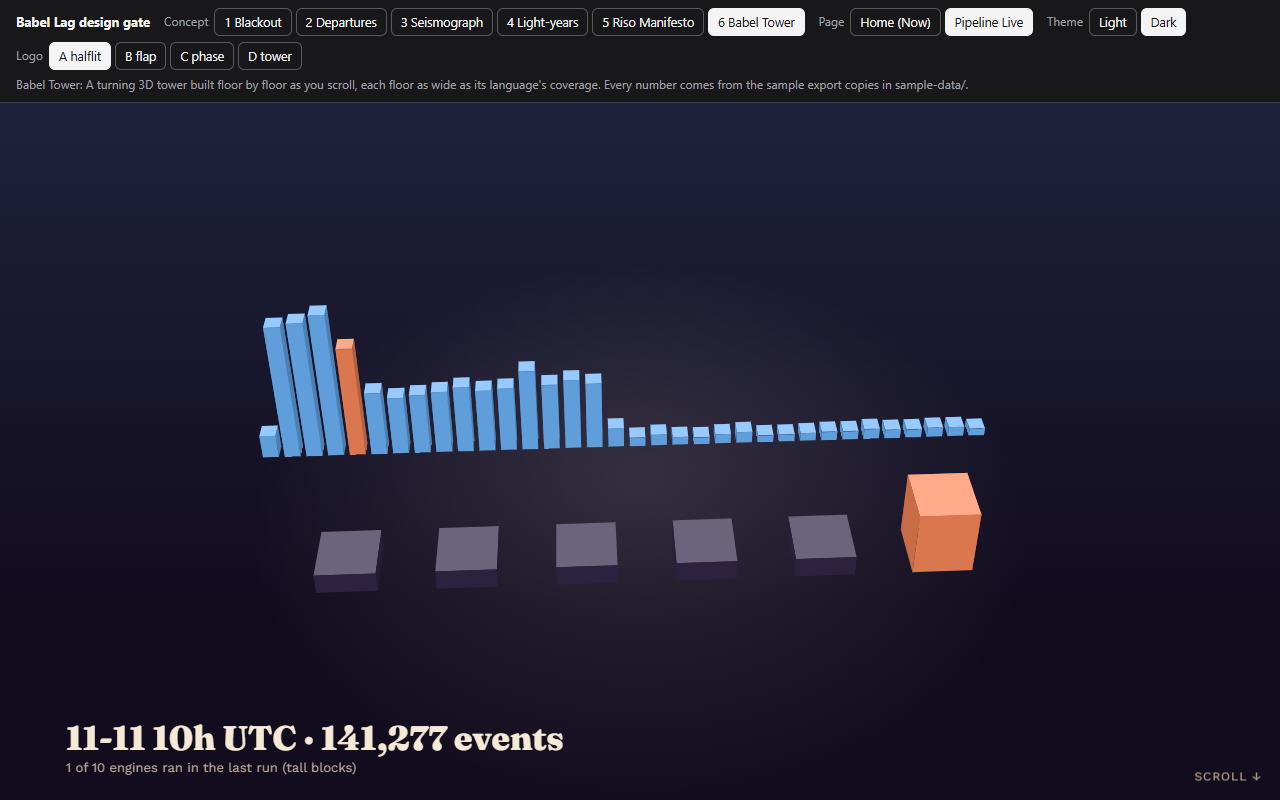 Babel Lag design gate Concept 1 Blackout 2 Departures 3 Seismograph 4 Light-years 5 Riso Manifesto 6 Babel Tower Page Home (Now) Pipeline Live Theme Light Dark
Logo A halflit B flap C phase D tower
Babel Tower: A turning 3D tower built floor by floor as you scroll, each floor as wide as its language's coverage. Every number comes from the sample export copies in sample-data/.
11-11 10h UTC • 141,277 events
1 of 10 engines ran in the last run (tall blocks)
SCROLL ↓